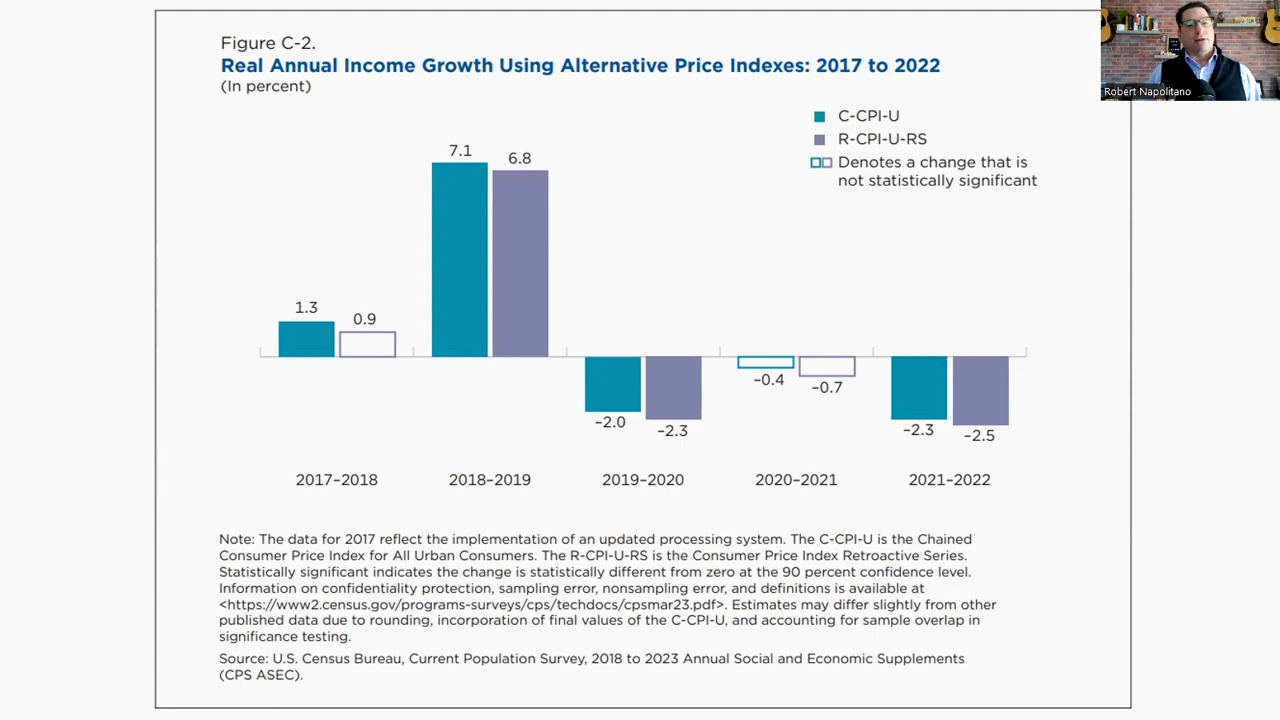 Figure C-2.
Real Annual Income Growth Using Alternative Price Indexes: 2017 to 2022
(In percent)
Robert Napolitano
C-CPI-U
R-CPI-U-RS
Denotes a change that is
not statistically significant
7.1
6.8
1.3
0.9
–2.0
–2.3
–0.4
–0.7
–2.3
–2.5
2017–2018
2018–2019
2019–2020
2020–2021
2021–2022
Note: The data for 2017 reflect the implementation of an updated processing system. The C-CPI-U is the Chained
Consumer Price Index for All Urban Consumers. The R-CPI-U-RS is the Consumer Price Index Retroactive Series.
Statistically significant indicates the change is statistically different from zero at the 90 percent confidence level.
Information on confidentiality protection, sampling error, nonsampling error, and definitions is available at
<https://www2.census.gov/programs-surveys/cps/techdocs/cpsmar23.pdf>. Estimates may differ slightly from other
published data due to rounding, incorporation of final values of the C-CPI-U, and accounting for sample overlap in
significance testing.
Source: U.S. Census Bureau, Current Population Survey, 2018 to 2023 Annual Social and Economic Supplements
(CPS ASEC).